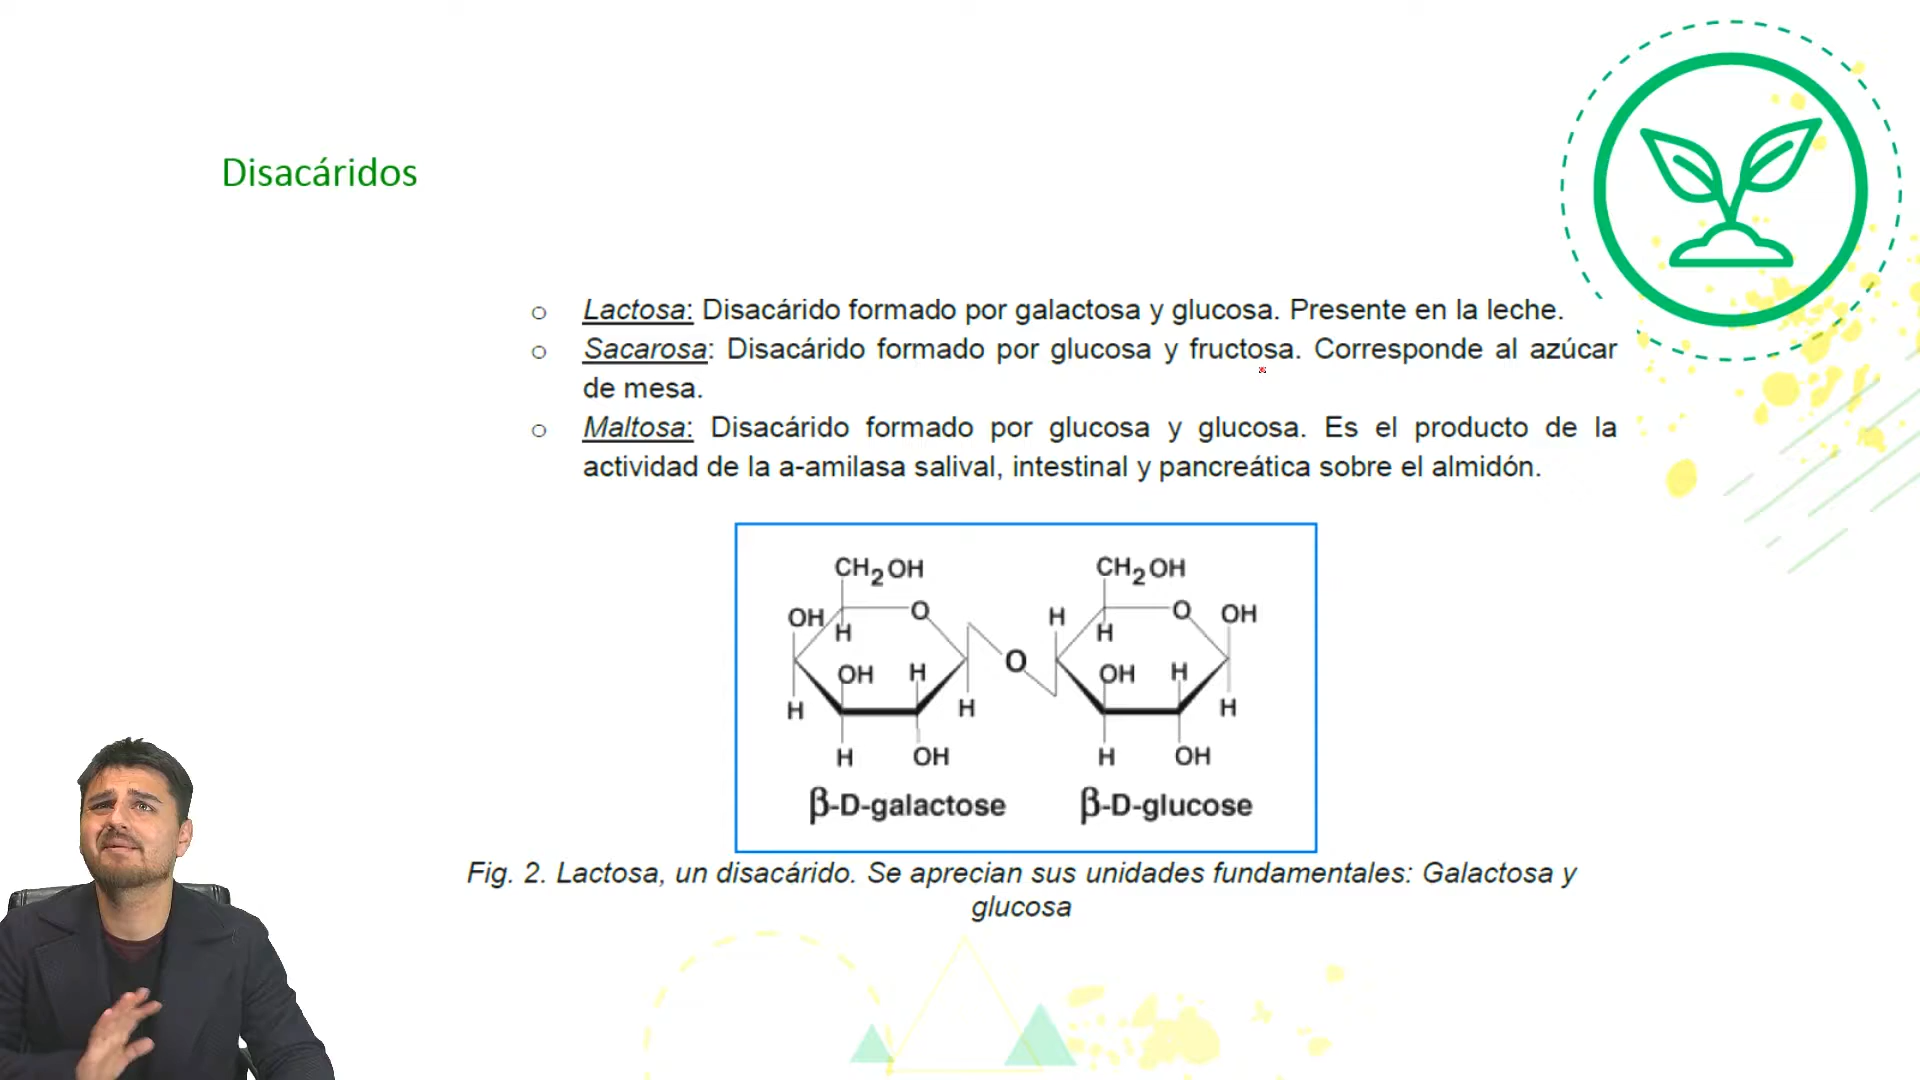 Disacáridos
o Lactosa: Disacárido formado por galactosa y glucosa. Presente en la leche.
o Sacarosa: Disacárido formado por glucosa y fructosa. Corresponde al azúcar
de mesa.
o Maltosa: Disacárido formado por glucosa y glucosa. Es el producto de la
actividad de la a-amilasa salival, intestinal y pancreática sobre el almidón.
CH2OH CH2OH
OH O H O OH
H H
OH H O OH H
H H H
H OH H OH
β-D-galactose β-D-glucose
Fig. 2. Lactosa, un disacárido. Se aprecian sus unidades fundamentales: Galactosa y
glucosa